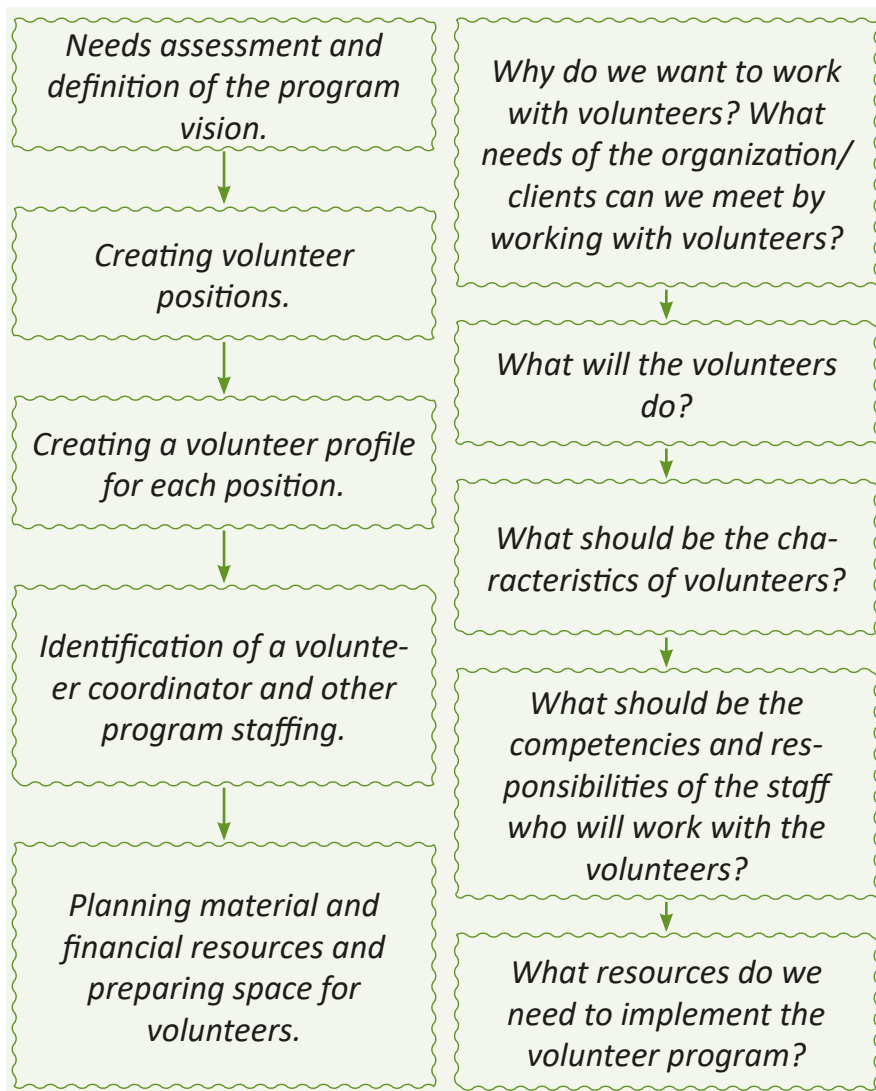 Needs assessment and
definition of the program
vision.
Creating volunteer
positions.
Creating a volunteer profile
for each position.
Identification of a volunte-
er coordinator and other
program staffing.
Planning material and
financial resources and
preparing space for
volunteers.
Why do we want to work
with volunteers? What
needs of the organization/
clients can we meet by
working with volunteers?
What will the volunteers
do?
What should be the cha-
racteristics of volunteers?
What should be the
competencies and res-
ponsibilities of the staff
who will work with the
volunteers?
What resources do we
need to implement the
volunteer program?